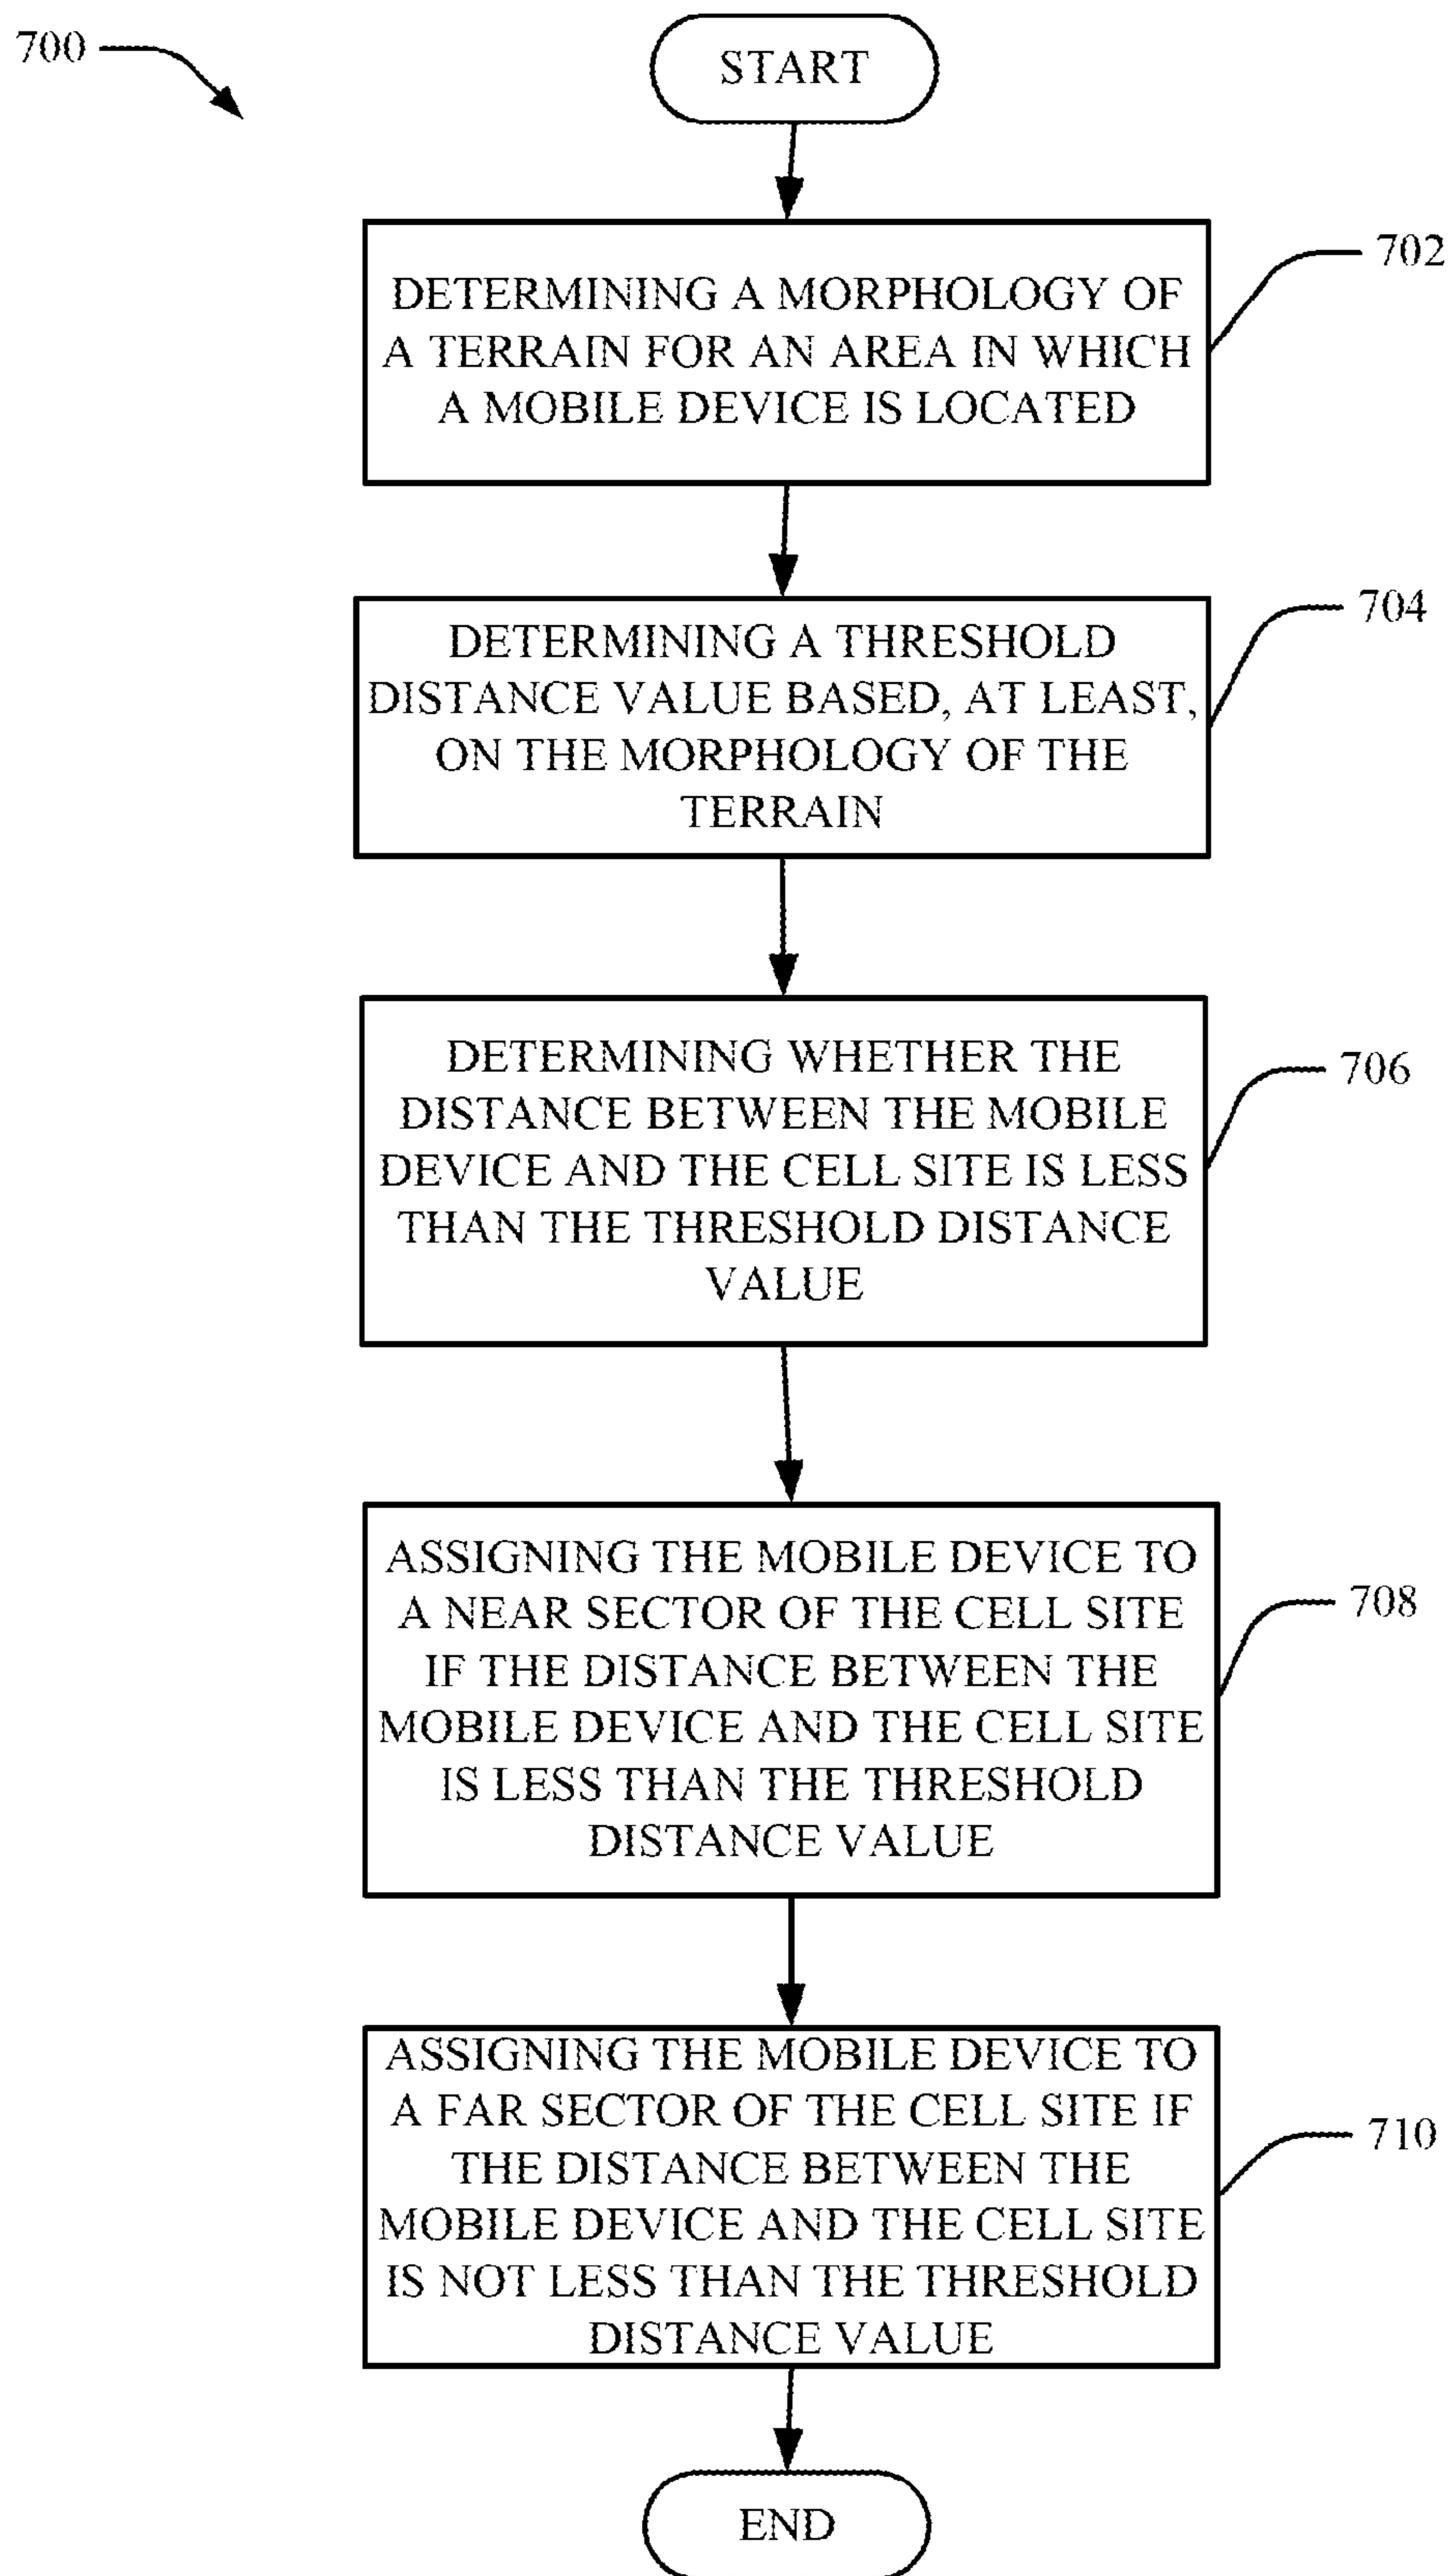 700
START
702
DETERMINING A MORPHOLOGY OF
A TERRAIN FOR AN AREA IN WHICH
A MOBILE DEVICE IS LOCATED
704
DETERMINING A THRESHOLD
DISTANCE VALUE BASED, AT LEAST,
ON THE MORPHOLOGY OF THE
TERRAIN
706
DETERMINING WHETHER THE
DISTANCE BETWEEN THE MOBILE
DEVICE AND THE CELL SITE IS LESS
THAN THE THRESHOLD DISTANCE
VALUE
708
ASSIGNING THE MOBILE DEVICE TO
A NEAR SECTOR OF THE CELL SITE
IF THE DISTANCE BETWEEN THE
MOBILE DEVICE AND THE CELL SITE
IS LESS THAN THE THRESHOLD
DISTANCE VALUE
710
ASSIGNING THE MOBILE DEVICE TO
A FAR SECTOR OF THE CELL SITE IF
THE DISTANCE BETWEEN THE
MOBILE DEVICE AND THE CELL SITE
IS NOT LESS THAN THE THRESHOLD
DISTANCE VALUE
END